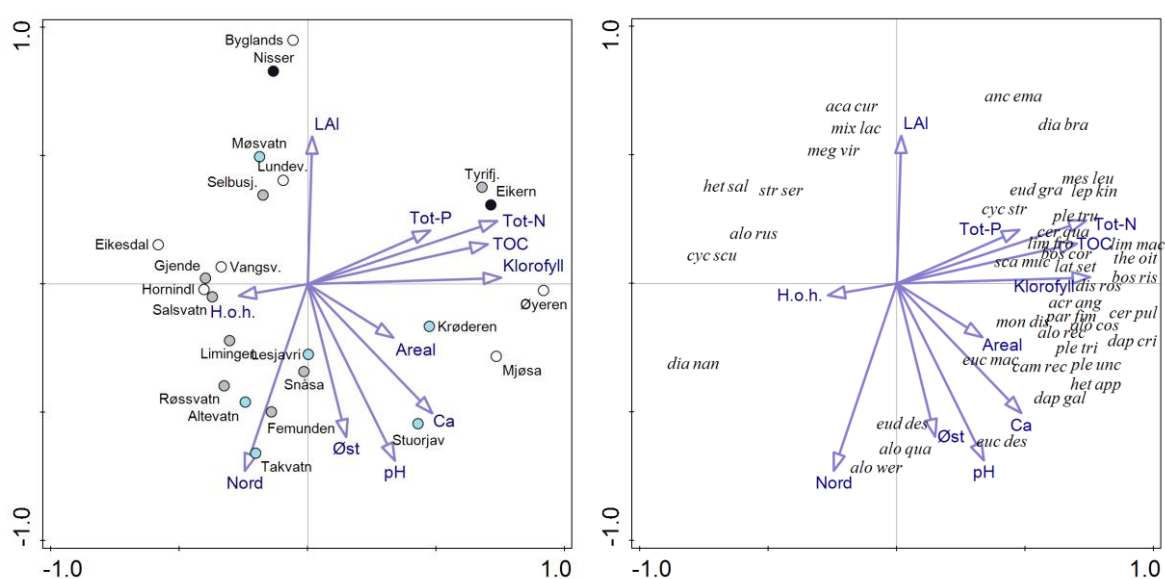 1.0
Byglands
Nisser
LAI
Møsvatn
Lundev.
Selbusj.
Tyrifj.
Eikern
Tot-P
Tot-N
Eikesdal
TOC
Gjende
Vangsv.
Klorofyll
Hornindl
Salsvatn
H.o.h.
Øyeren
Krøderen
Limingen
Lesjavri
Areal
Snåsa
Mjøsa
Røssvatn
Altevatn
Femunden
Ca
Øst
Stuorjav
Takvatn
pH
Nord
-1.0
-1.0
1.0
1.0
anc ema
aca cur
mix lac
LAI
dia bra
meg vir
mes leu
het sal
str ser
eud gra
lep kin
cyc str
ple tru
Tot-P
Tot-N
alo rus
cer qua
lim fro
TOC
lim mac
cyc scu
bos cor
sca muc
the oit
lat set
bos ris
Klorofyll
dis ros
H.o.h.
acr ang
par fim
cer pul
mon dis
alo cos
alo rec
Areal
dap cri
ple tri
dia nan
euc mac
cam rec
ple unc
het app
dap gal
eud des
Ca
Øst
euc des
alo qua
alo wer
pH
Nord
-1.0
-1.0
1.0